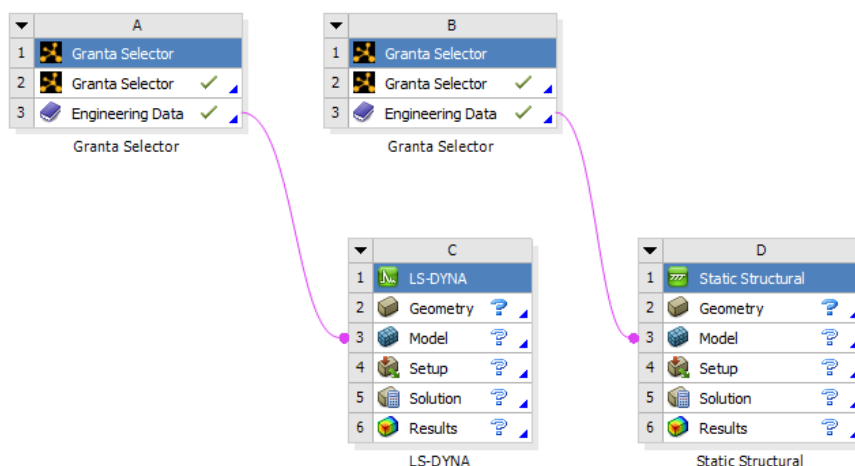 A
1 Granta Selector
2 Granta Selector
3 Engineering Data
Granta Selector
B
1 Granta Selector
2 Granta Selector
3 Engineering Data
Granta Selector
C
1 LS-DYNA
2 Geometry ?
3 Model ?
4 Setup ?
5 Solution ?
6 Results ?
LS-DYNA
D
1 Static Structural
2 Geometry ?
3 Model ?
4 Setup ?
5 Solution ?
6 Results ?
Static Structural